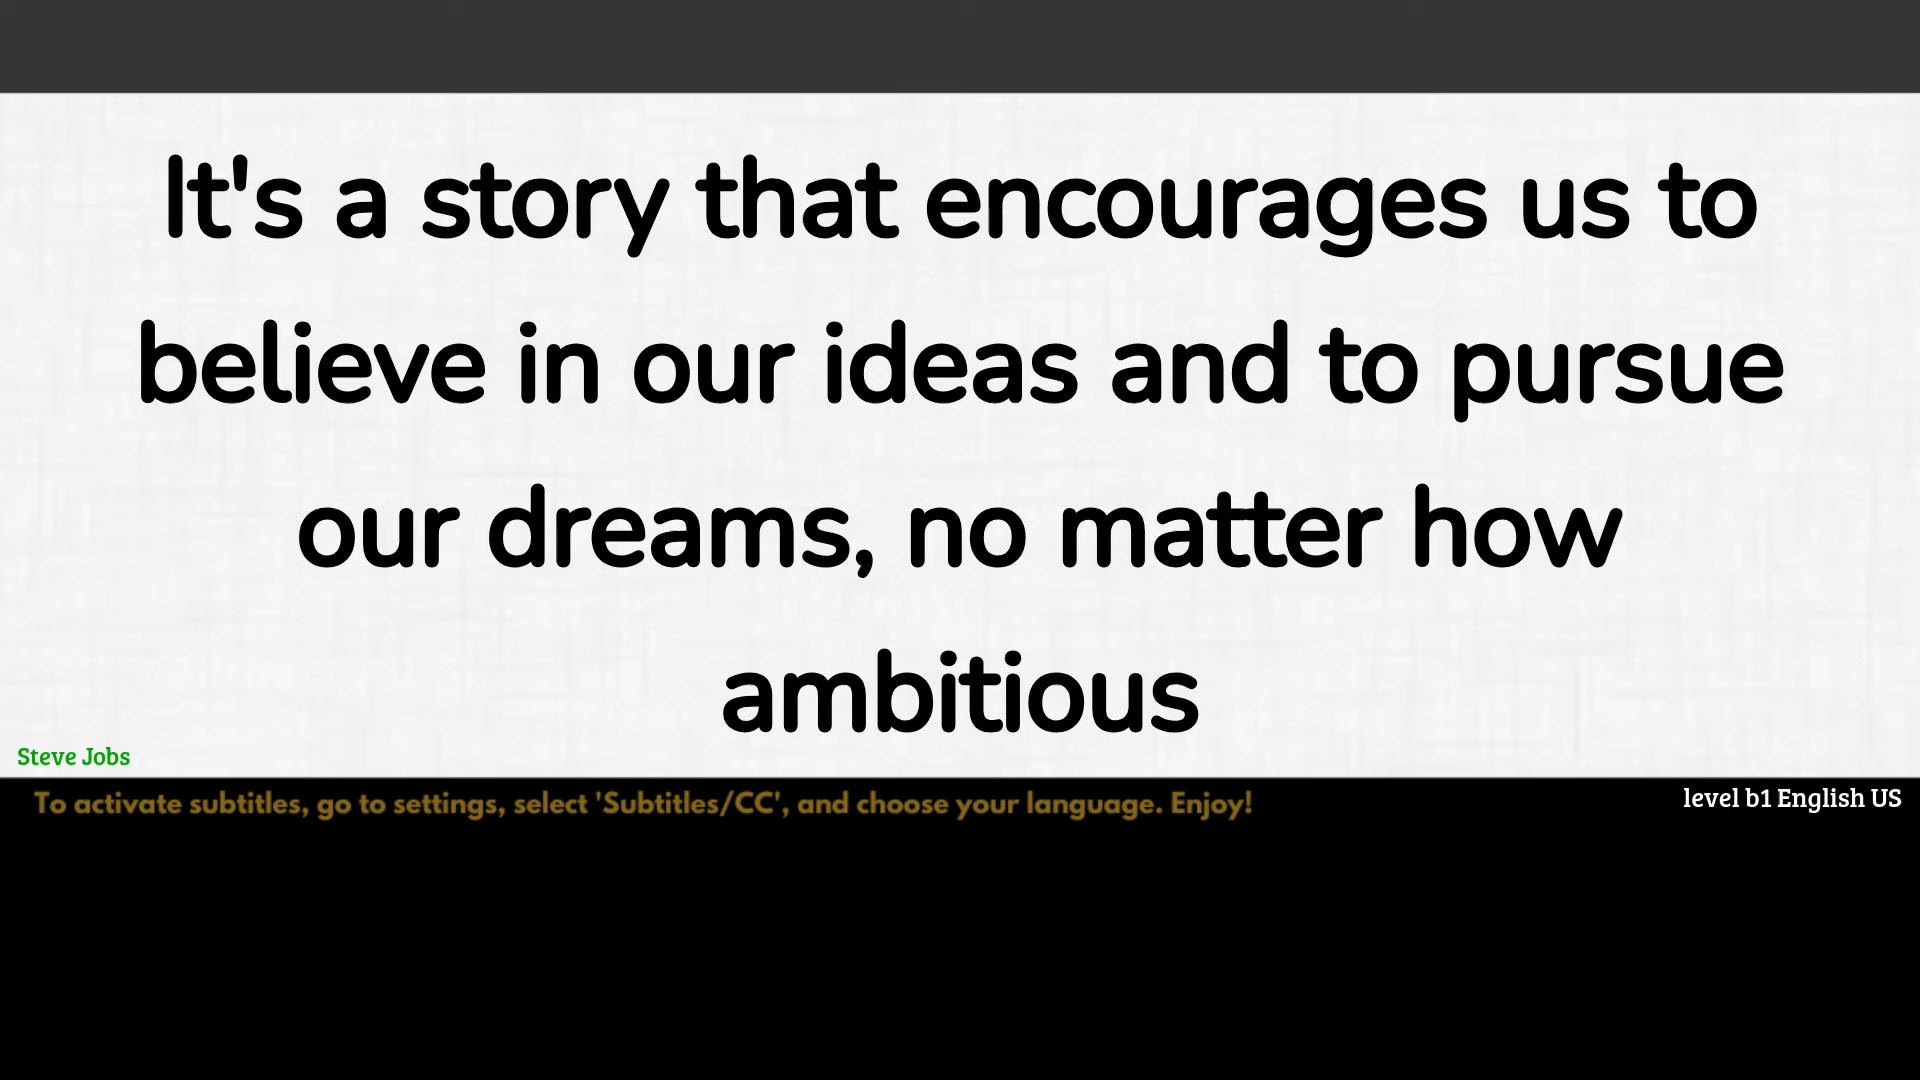 It's a story that encourages us to
believe in our ideas and to pursue
our dreams, no matter how
ambitious
Steve Jobs
To activate subtitles, go to settings, select 'Subtitles/CC', and choose your language. Enjoy!
level b1 English US